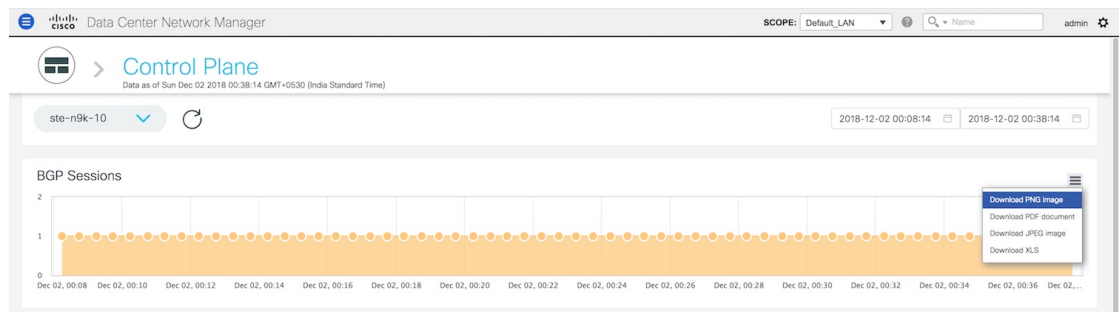 CISCO Data Center Network Manager SCOPE: Default_LAN ? Name admin
Control Plane
Data as of Sun Dec 02 2018 00:38:14 GMT+0530 (India Standard Time)
ste-n9k-10 2018-12-02 00:08:14 2018-12-02 00:38:14
BGP Sessions
2
Download PNG image
Download PDF document
1
Download JPEG image
Download XLS
0
Dec 02, 00:08 Dec 02, 00:10 Dec 02, 00:12 Dec 02, 00:14 Dec 02, 00:16 Dec 02, 00:18 Dec 02, 00:20 Dec 02, 00:22 Dec 02, 00:24 Dec 02, 00:26 Dec 02, 00:28 Dec 02, 00:30 Dec 02, 00:32 Dec 02, 00:34 Dec 02, 00:36 Dec 02,...